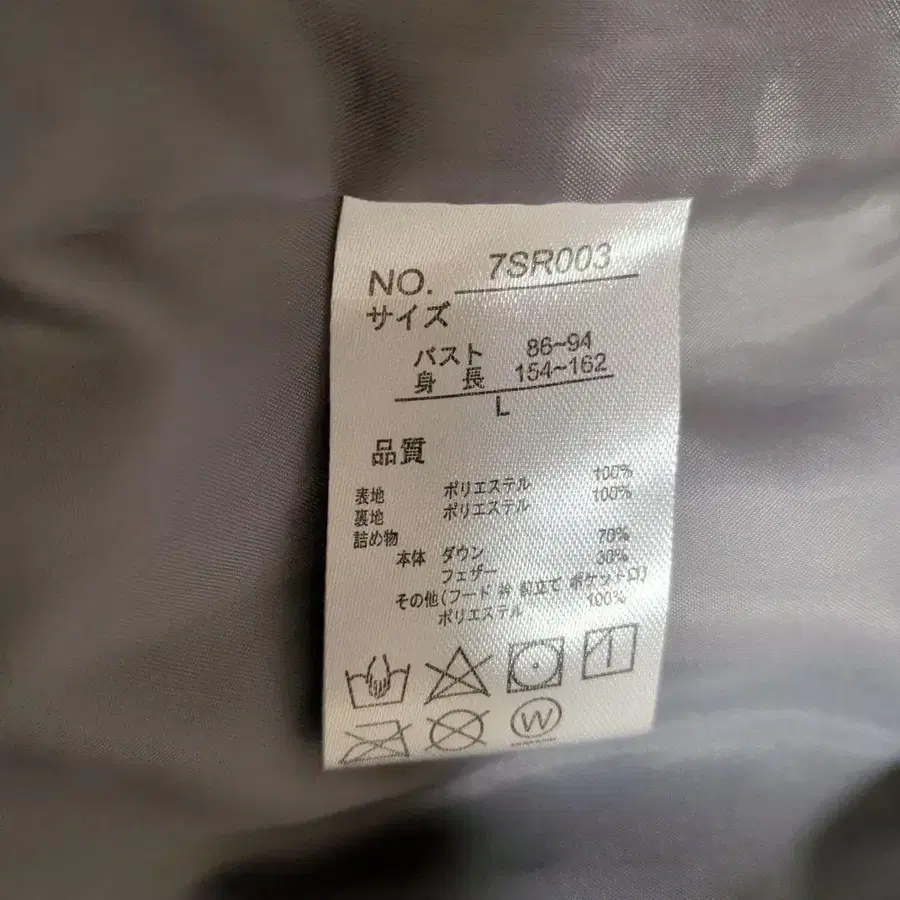 NO. 7SR003
サイズ
バスト 86~94
身 長 154~162
L
品質
表地 ポリエステル 100%
裏地 ポリエステル 100%
詰め物
本体 ダウン 70%
フェザー 30%
その他(フード 衿 前立て ポケット口)
ポリエステル 100%
W